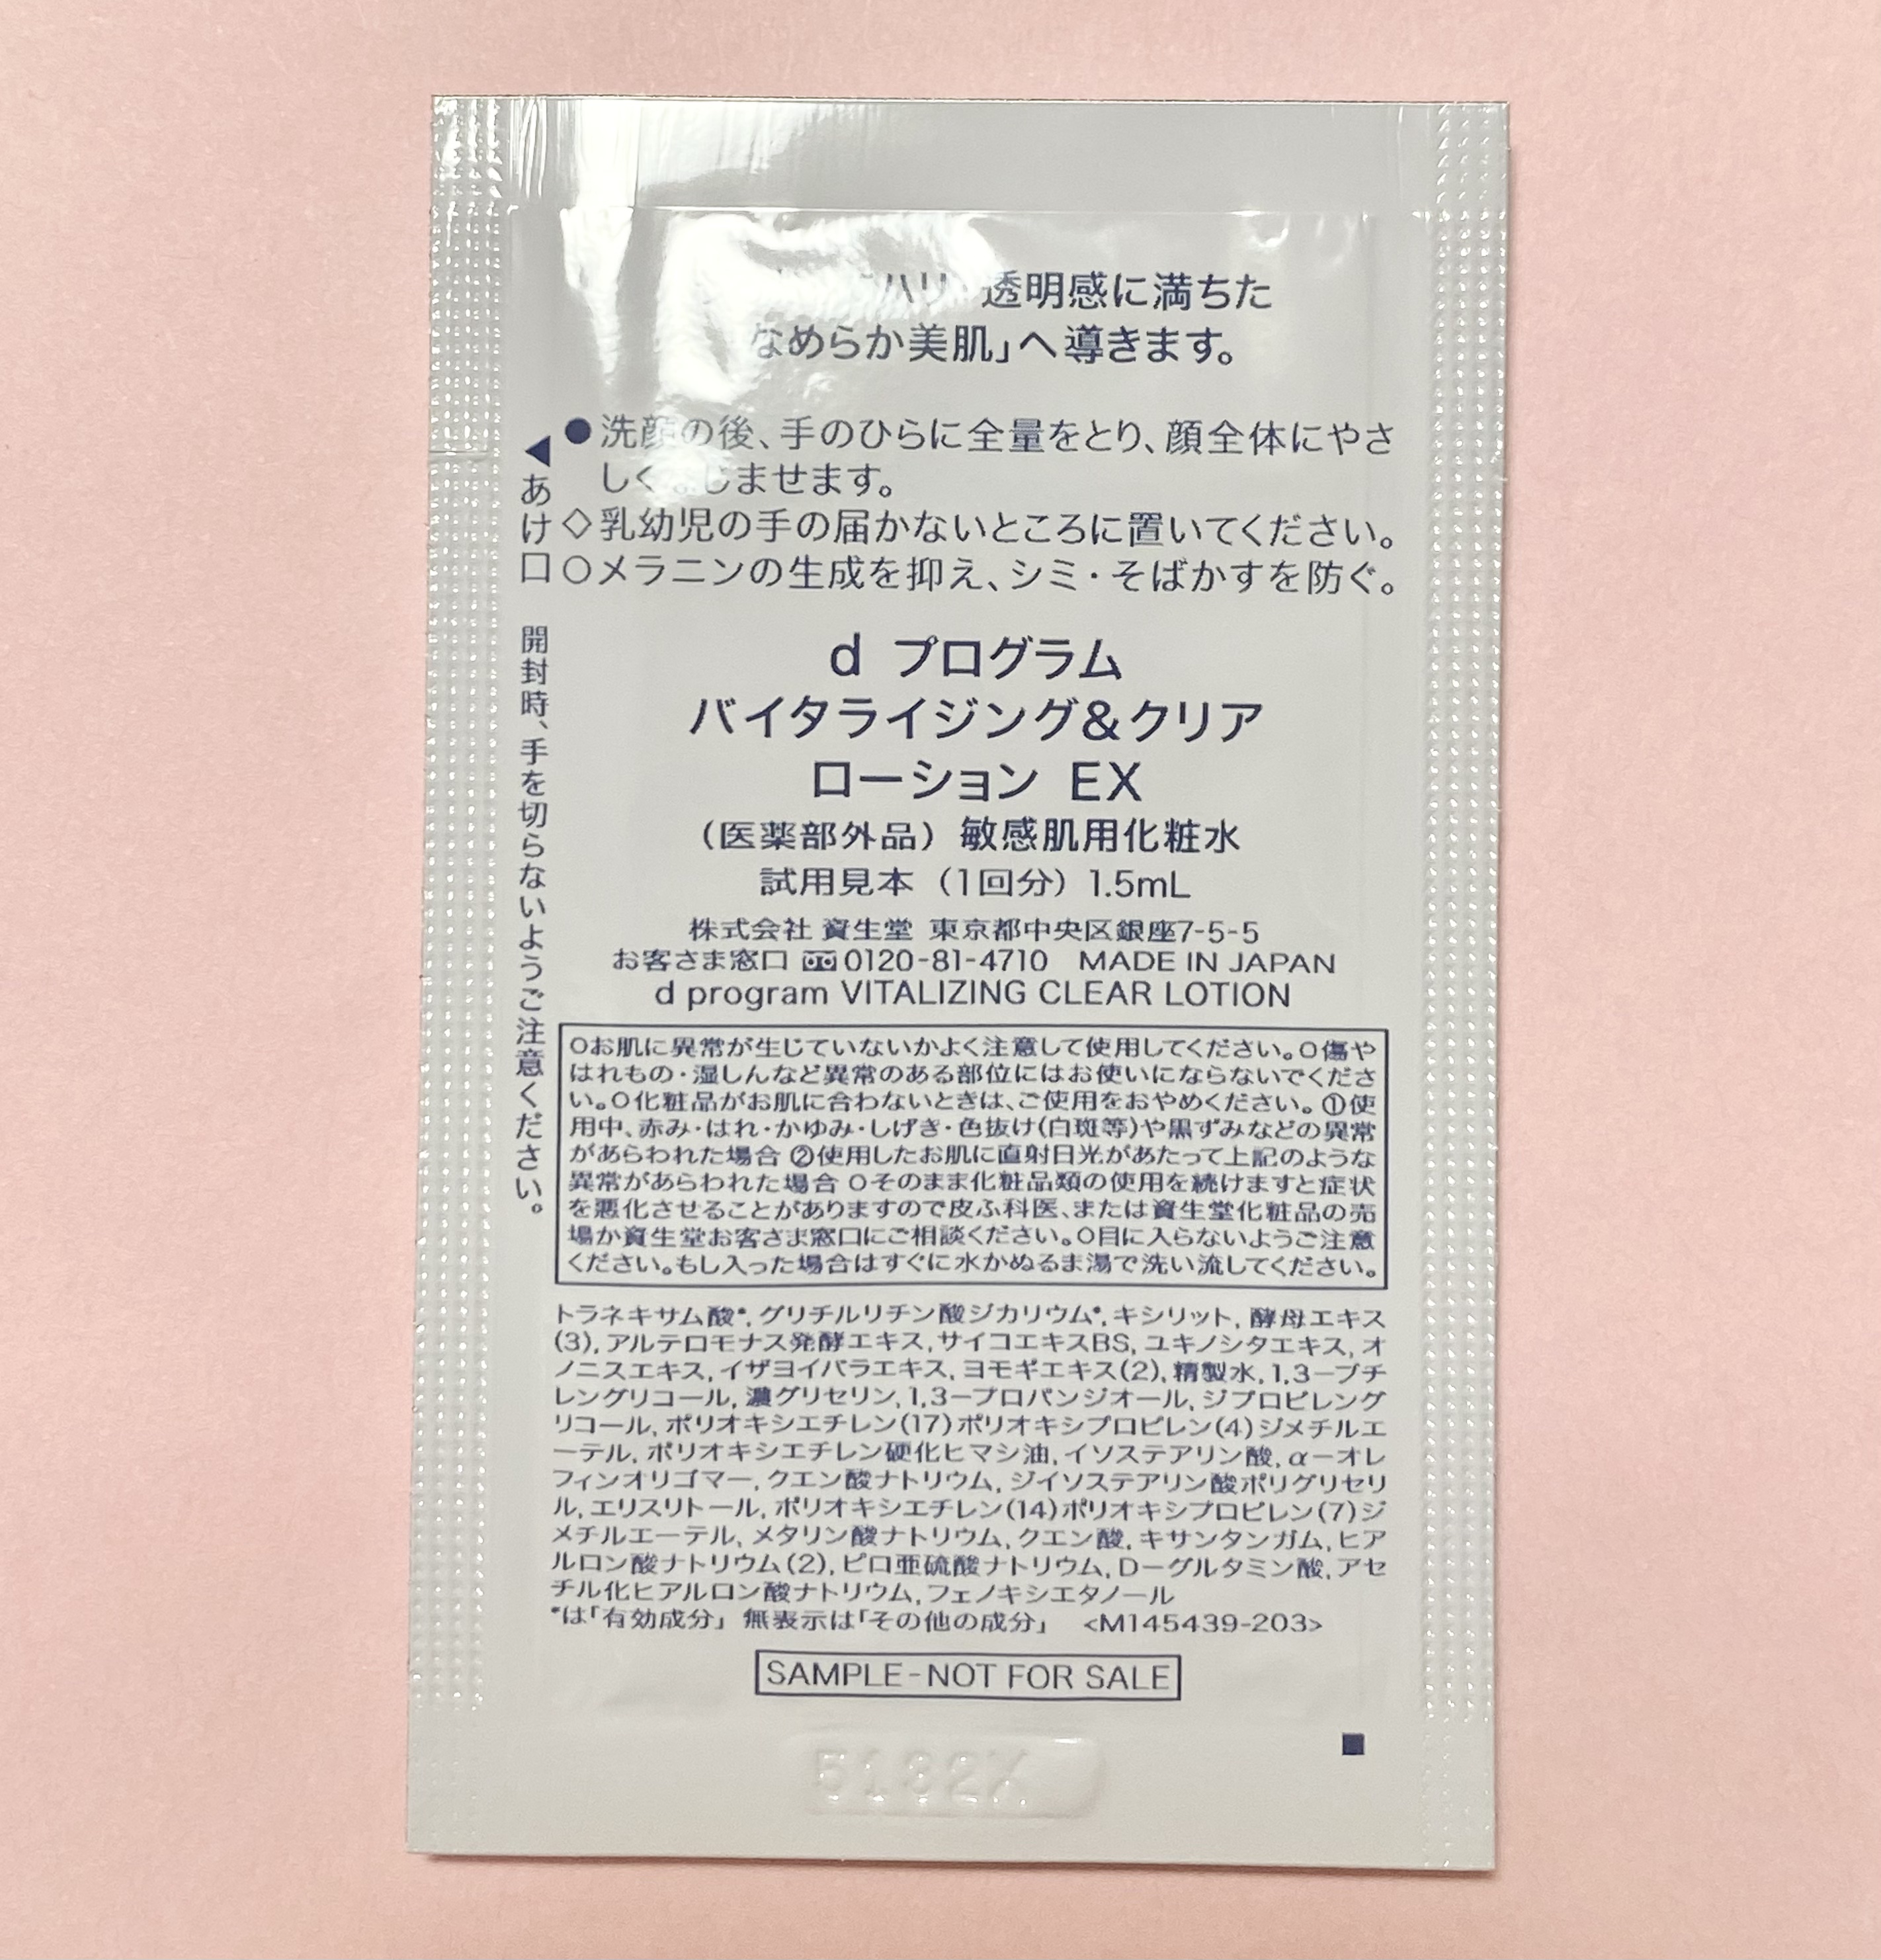 ハリ 透明感に満ちた
なめらか美肌」へ導きます。
●洗顔の後、手のひらに全量をとり、顔全体にやさ
しくなじませます。
◇乳幼児の手の届かないところに置いてください。
○メラニンの生成を抑え、シミ・そばかすを防ぐ。
◀あけ口
開封時、手を切らないようご注意ください。
d プログラム
バイタライジング&クリア
ローション EX
（医薬部外品）敏感肌用化粧水
試用見本（1回分）1.5mL
株式会社 資生堂 東京都中央区銀座7-5-5
お客さま窓口 0120-81-4710 MADE IN JAPAN
d program VITALIZING CLEAR LOTION
○お肌に異常が生じていないかよく注意して使用してください。○傷や
はれもの・湿しんなど異常のある部位にはお使いにならないでくださ
い。○化粧品がお肌に合わないときは、ご使用をおやめください。①使
用中、赤み・はれ・かゆみ・しげき・色抜け(白斑等)や黒ずみなどの異常
があらわれた場合 ②使用したお肌に直射日光があたって上記のような
異常があらわれた場合 ○そのまま化粧品類の使用を続けますと症状
を悪化させることがありますので皮ふ科医、または資生堂化粧品の売
場か資生堂お客さま窓口にご相談ください。○目に入らないようご注意
ください。もし入った場合はすぐに水かぬるま湯で洗い流してください。
トラネキサム酸*, グリチルリチン酸ジカリウム*, キシリット, 酵母エキス
(3), アルテロモナス発酵エキス, サイコエキスBS, ユキノシタエキス, オ
ノニスエキス, イザヨイバラエキス, ヨモギエキス(2), 精製水, 1,3−ブチ
レングリコール, 濃グリセリン, 1,3−プロパンジオール, ジプロピレング
リコール, ポリオキシエチレン(17)ポリオキシプロピレン(4)ジメチルエ
ーテル, ポリオキシエチレン硬化ヒマシ油, イソステアリン酸, α−オレ
フィンオリゴマー, クエン酸ナトリウム, ジイソステアリン酸ポリグリセリ
ル, エリスリトール, ポリオキシエチレン(14)ポリオキシプロピレン(7)ジ
メチルエーテル, メタリン酸ナトリウム, クエン酸, キサンタンガム, ヒア
ルロン酸ナトリウム(2), ピロ亜硫酸ナトリウム, D−グルタミン酸, アセ
チル化ヒアルロン酸ナトリウム, フェノキシエタノール
*は「有効成分」 無表示は「その他の成分」 <M145439-203>
SAMPLE-NOT FOR SALE